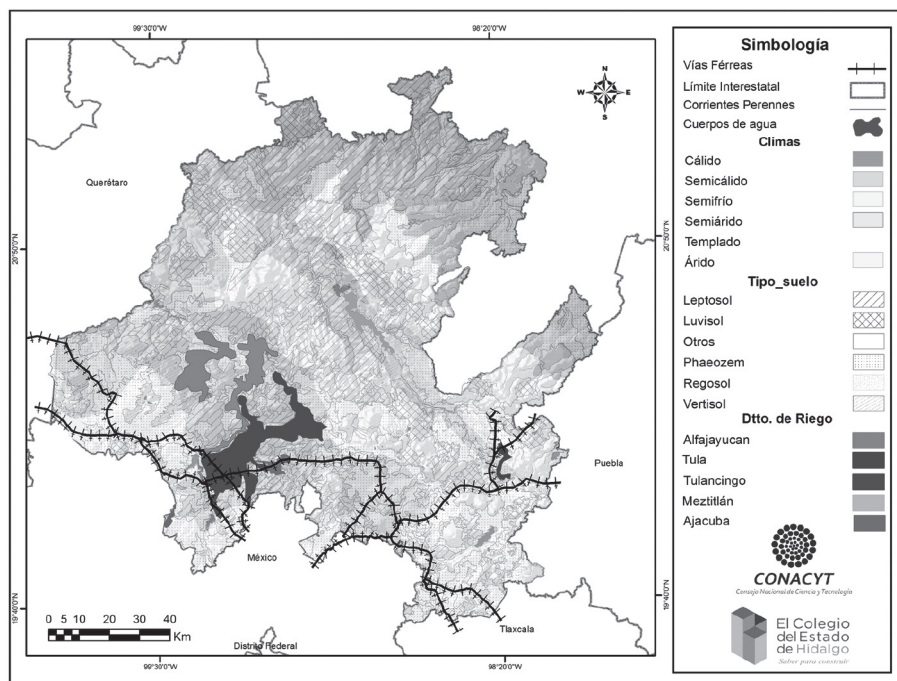 99°30'0"W
98°20'0"W
N
W
E
S
Querétaro
20°50'0"N
20°50'0"N
Puebla
México
19°40'0"N
19°40'0"N
Tlaxcala
Distrito Federal
0 5 10 20 30 40
Km
99°30'0"W
98°20'0"W
Simbología
Vías Férreas
Límite Interestatal
Corrientes Perennes
Cuerpos de agua
Climas
Cálido
Semicálido
Semifrío
Semiárido
Templado
Árido
Tipo_suelo
Leptosol
Luvisol
Otros
Phaeozem
Regosol
Vertisol
Dtto. de Riego
Alfajayucan
Tula
Tulancingo
Meztitlán
Ajacuba
CONACYT
Consejo Nacional de Ciencia y Tecnología
El Colegio
del Estado
de Hidalgo
Saber para construir